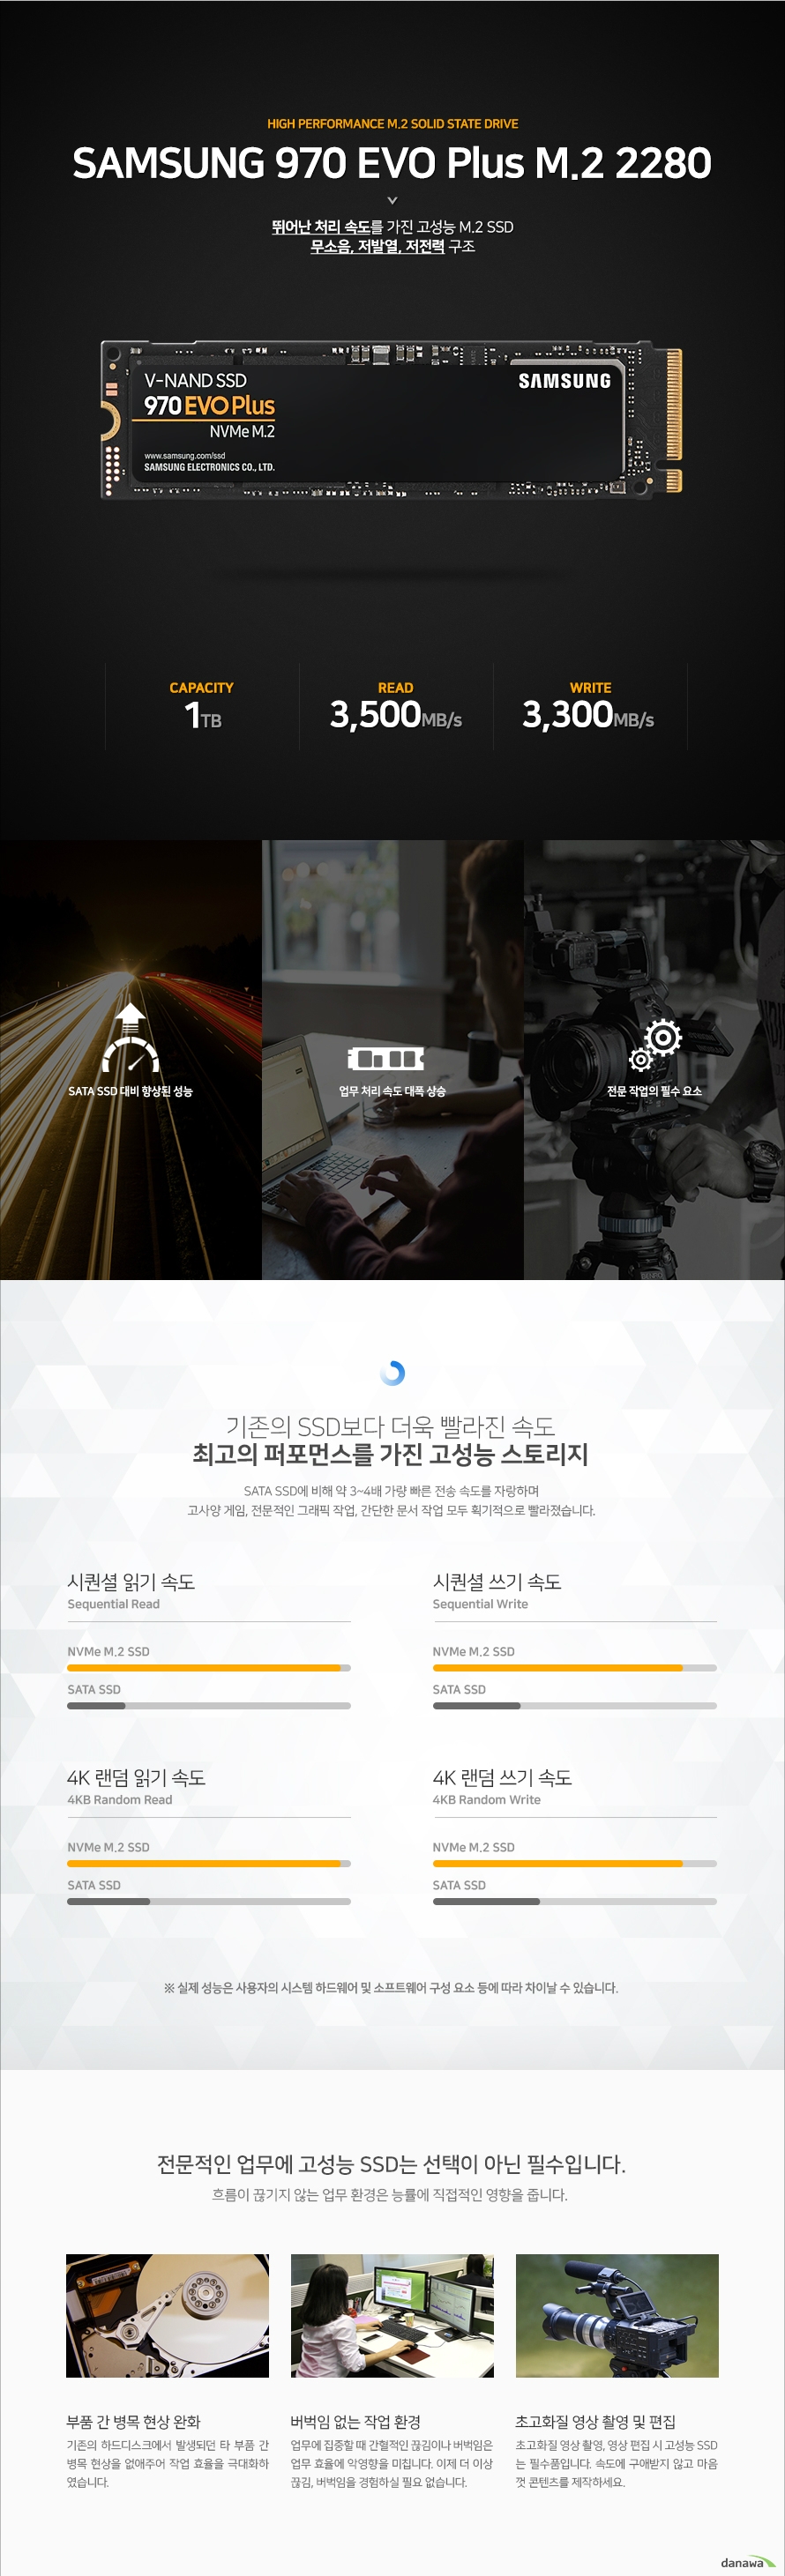 HIGH PERFORMANCE M.2 SOLID STATE DRIVE
SAMSUNG 970 EVO Plus M.2 2280
뛰어난 처리 속도를 가진 고성능 M.2 SSD
무소음, 저발열, 저전력 구조
V-NAND SSD
970 EVO Plus
NVMe M.2
www.samsung.com/ssd
SAMSUNG ELECTRONICS CO., LTD.
SAMSUNG
CAPACITY
1TB
READ
3,500MB/s
WRITE
3,300MB/s
SATA SSD 대비 향상된 성능
업무 처리 속도 대폭 상승
전문 작업의 필수 요소
기존의 SSD보다 더욱 빨라진 속도
최고의 퍼포먼스를 가진 고성능 스토리지
SATA SSD에 비해 약 3~4배 가량 빠른 전송 속도를 자랑하며
고사양 게임, 전문적인 그래픽 작업, 간단한 문서 작업 모두 획기적으로 빨라졌습니다.
시퀀셜 읽기 속도
Sequential Read
NVMe M.2 SSD
SATA SSD
시퀀셜 쓰기 속도
Sequential Write
NVMe M.2 SSD
SATA SSD
4K 랜덤 읽기 속도
4KB Random Read
NVMe M.2 SSD
SATA SSD
4K 랜덤 쓰기 속도
4KB Random Write
NVMe M.2 SSD
SATA SSD
※ 실제 성능은 사용자의 시스템 하드웨어 및 소프트웨어 구성 요소 등에 따라 차이날 수 있습니다.
전문적인 업무에 고성능 SSD는 선택이 아닌 필수입니다.
흐름이 끊기지 않는 업무 환경은 능률에 직접적인 영향을 줍니다.
부품 간 병목 현상 완화
기존의 하드디스크에서 발생되던 타 부품 간
병목 현상을 없애주어 작업 효율을 극대화하
였습니다.
버벅임 없는 작업 환경
업무에 집중할 때 간헐적인 끊김이나 버벅임은
업무 효율에 악영향을 미칩니다. 이제 더 이상
끊김, 버벅임을 경험하실 필요 없습니다.
초고화질 영상 촬영 및 편집
초고화질 영상 촬영, 영상 편집 시 고성능 SSD
는 필수품입니다. 속도에 구애받지 않고 마음
껏 콘텐츠를 제작하세요.
danawa